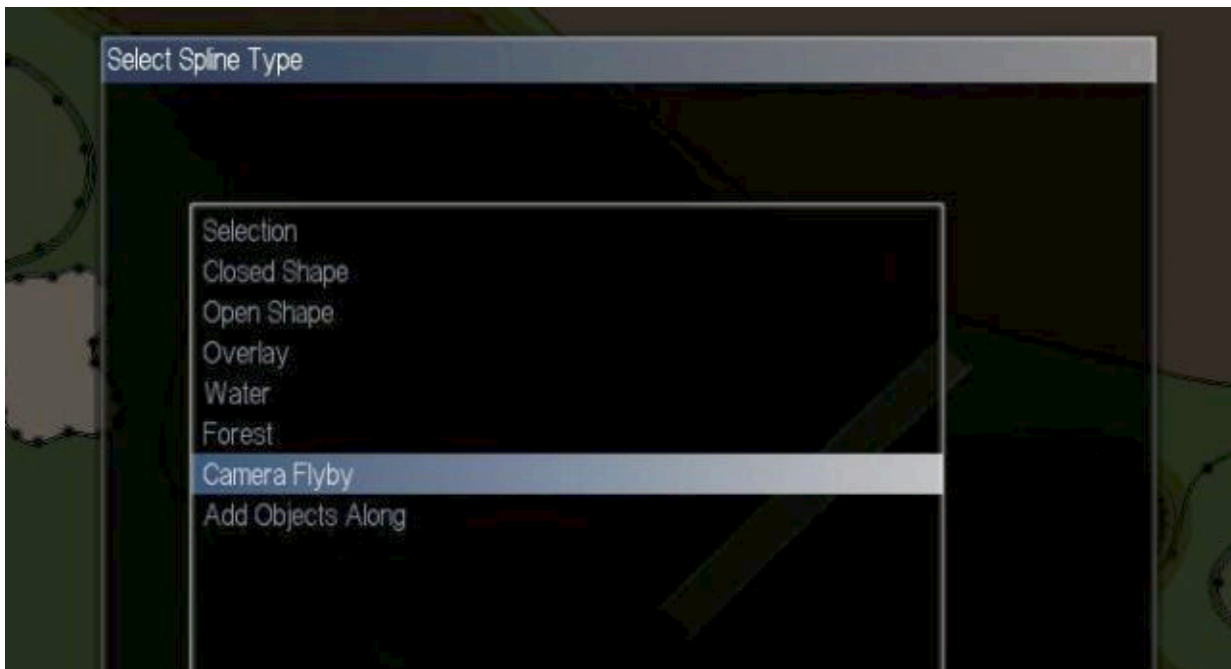 Select Spline Type
Selection
Closed Shape
Open Shape
Overlay
Water
Forest
Camera Flyby
Add Objects Along